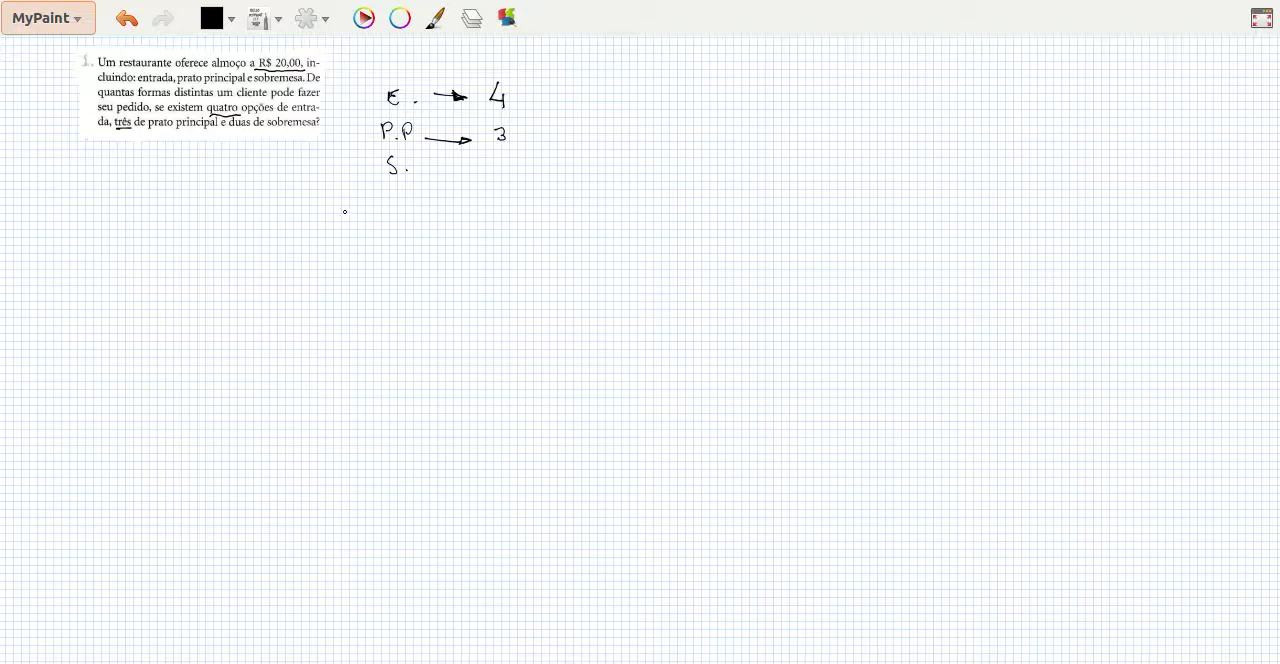 MyPaint
1. Um restaurante oferece almoço a R$ 20,00, in-
cluindo: entrada, prato principal e sobremesa. De
quantas formas distintas um cliente pode fazer
seu pedido, se existem quatro opções de entra-
da, três de prato principal e duas de sobremesa?
E. → 4
P.P → 3
S.